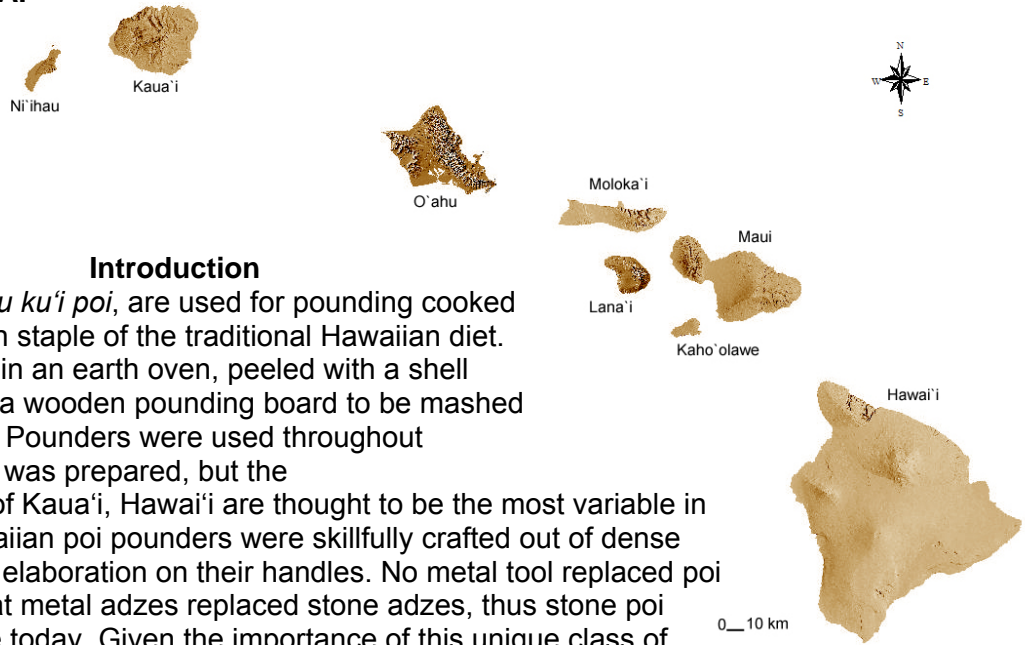 N
W E
S
Ni`ihau
Kaua`i
O`ahu
Moloka`i
Maui
Lana`i
Kaho`olawe
Hawai`i
0 10 km
Introduction
u ku‘i poi, are used for pounding cooked
n staple of the traditional Hawaiian diet.
in an earth oven, peeled with a shell
a wooden pounding board to be mashed
Pounders were used throughout
was prepared, but the
of Kaua‘i, Hawai‘i are thought to be the most variable in
aiian poi pounders were skillfully crafted out of dense
elaboration on their handles. No metal tool replaced poi
at metal adzes replaced stone adzes, thus stone poi
today. Given the importance of this unique class of